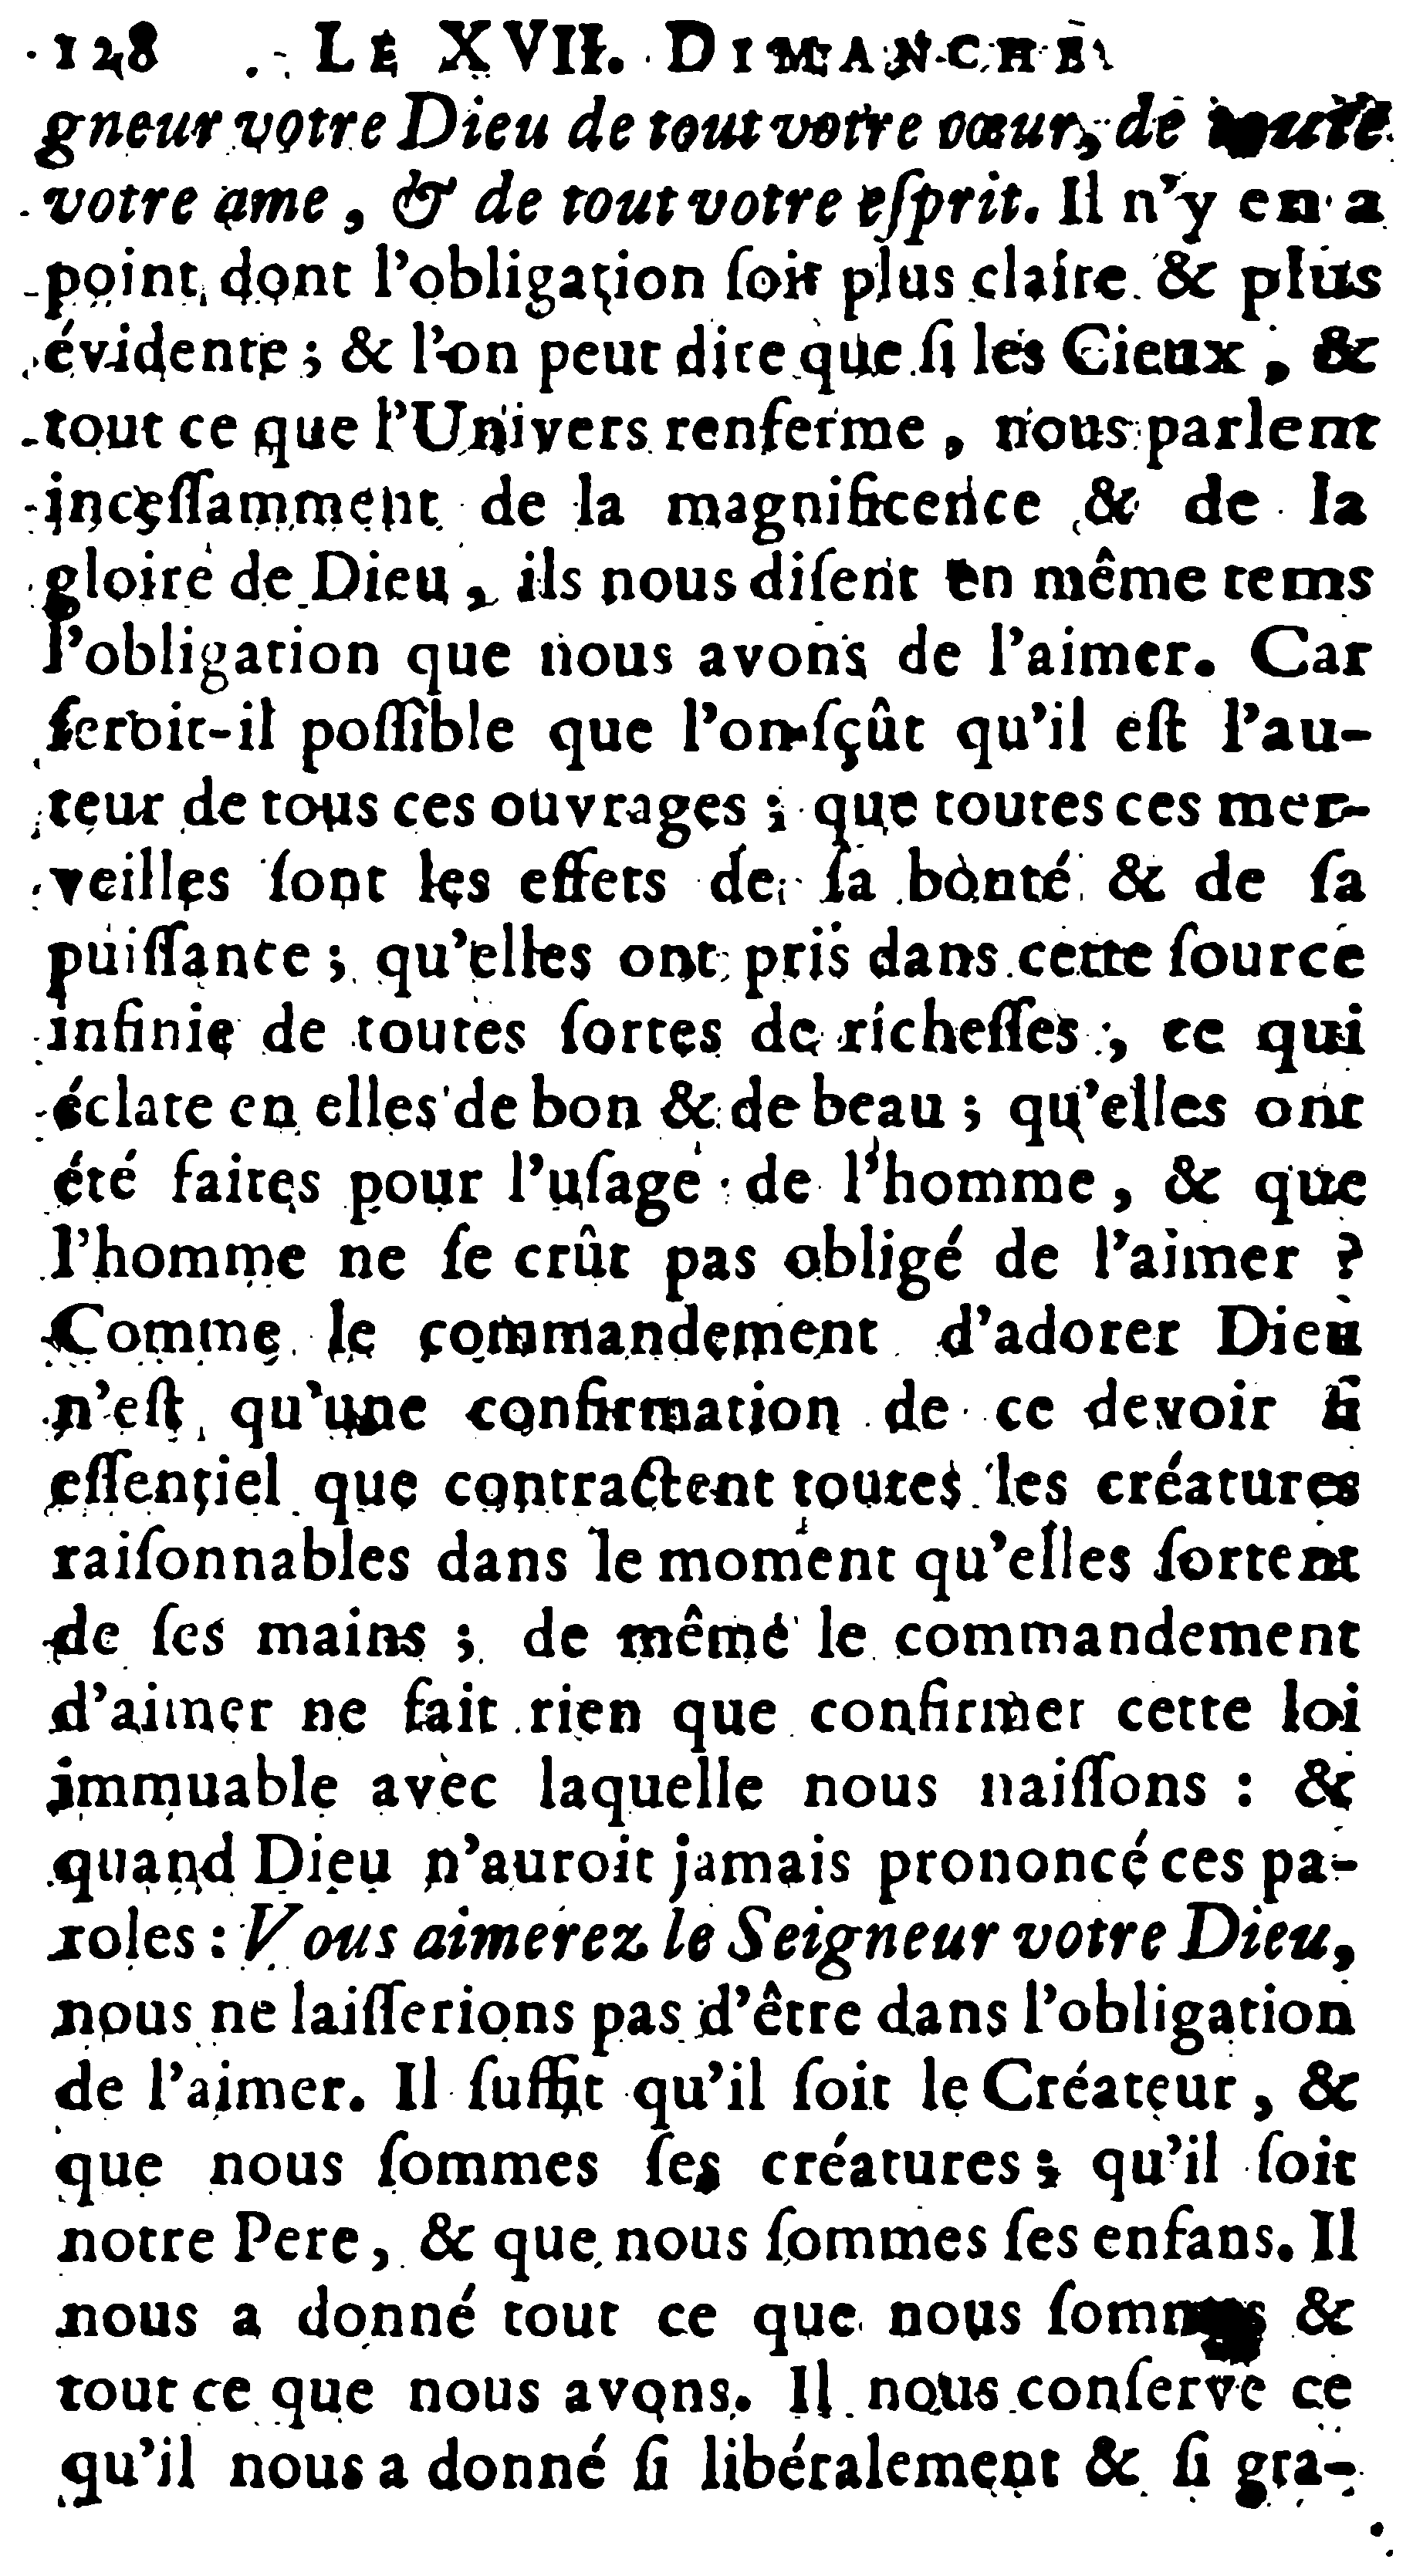 128 LE XVII. DIMANCHE
gneur votre Dieu de tout votre cœur, de toute
votre ame, & de tout votre eſprit. Il n'y en a
point dont l'obligation ſoit plus claire & plus
évidente; & l'on peut dire que ſi les Cieux, &
tout ce que l'Univers renferme, nous parlent
inceſſamment de la magnificence & de la
gloire de Dieu, ils nous diſent en même tems
l'obligation que nous avons de l'aimer. Car
ſeroit-il poſſible que l'on ſçût qu'il eſt l'au-
teur de tous ces ouvrages; que toutes ces mer-
veilles ſont les effets de ſa bonté & de ſa
puiſſance; qu'elles ont pris dans cette ſource
infinie de toutes ſortes de richeſſes, ce qui
éclate en elles de bon & de beau; qu'elles ont
été faites pour l'uſage de l'homme, & que
l'homme ne ſe crût pas obligé de l'aimer?
Comme le commandement d'adorer Dieu
n'eſt qu'une confirmation de ce devoir ſi
eſſentiel que contractent toutes les créatures
raiſonnables dans le moment qu'elles ſortent
de ſes mains; de même le commandement
d'aimer ne fait rien que confirmer cette loi
immuable avec laquelle nous naiſſons: &
quand Dieu n'auroit jamais prononcé ces pa-
roles: Vous aimerez le Seigneur votre Dieu,
nous ne laiſſerions pas d'être dans l'obligation
de l'aimer. Il ſuffit qu'il ſoit le Créateur, &
que nous ſommes ſes créatures; qu'il ſoit
notre Pere, & que nous ſommes ſes enfans. Il
nous a donné tout ce que nous ſommes &
tout ce que nous avons. Il nous conſerve ce
qu'il nous a donné ſi libéralement & ſi gra-